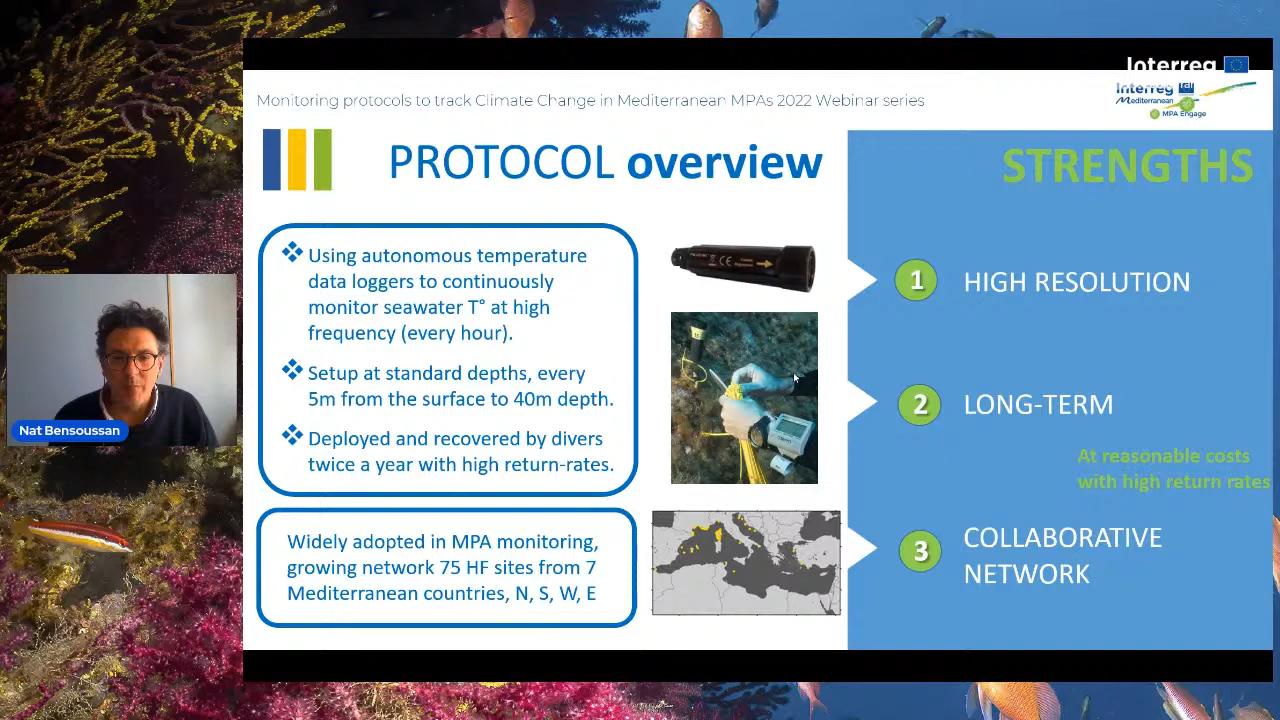 Interreg
Interreg
Mediterranean
MPA Engage
Monitoring protocols to track Climate Change in Mediterranean MPAs 2022 Webinar series
PROTOCOL overview
STRENGTHS
Using autonomous temperature
data loggers to continuously
monitor seawater T° at high
frequency (every hour).
Setup at standard depths, every
5m from the surface to 40m depth.
Deployed and recovered by divers
twice a year with high return-rates.
Widely adopted in MPA monitoring,
growing network 75 HF sites from 7
Mediterranean countries, N, S, W, E
CE
1
HIGH RESOLUTION
2
LONG-TERM
At reasonable costs
with high return rates
3
COLLABORATIVE
NETWORK
Nat Bensoussan